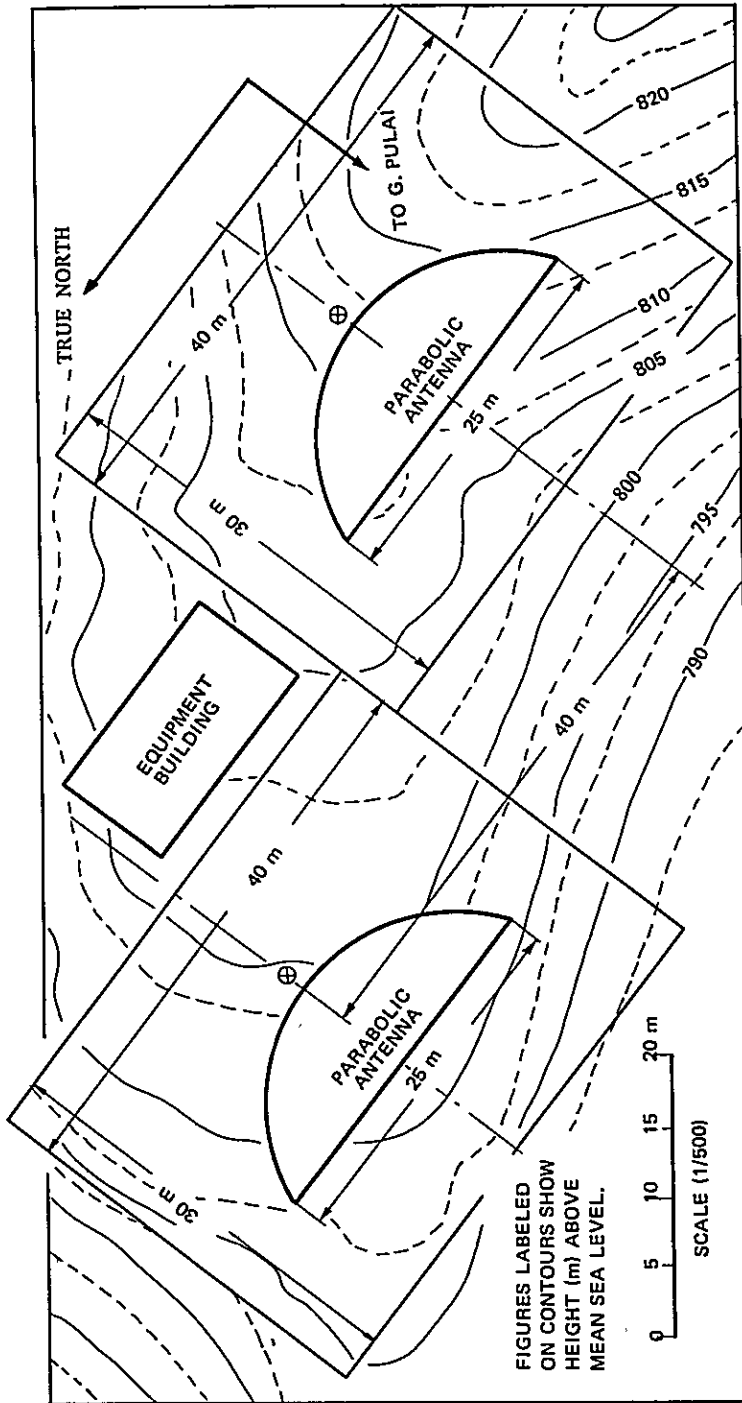 TRUE NORTH
40 m
TO G. PULAI
820
815
810
805
800
795
790
30 m
PARABOLIC
ANTENNA
25 m
EQUIPMENT
BUILDING
40 m
40 m
PARABOLIC
ANTENNA
25 m
30 m
FIGURES LABELED
ON CONTOURS SHOW
HEIGHT (m) ABOVE
MEAN SEA LEVEL.
0 5 10 15 20 m
SCALE (1/500)